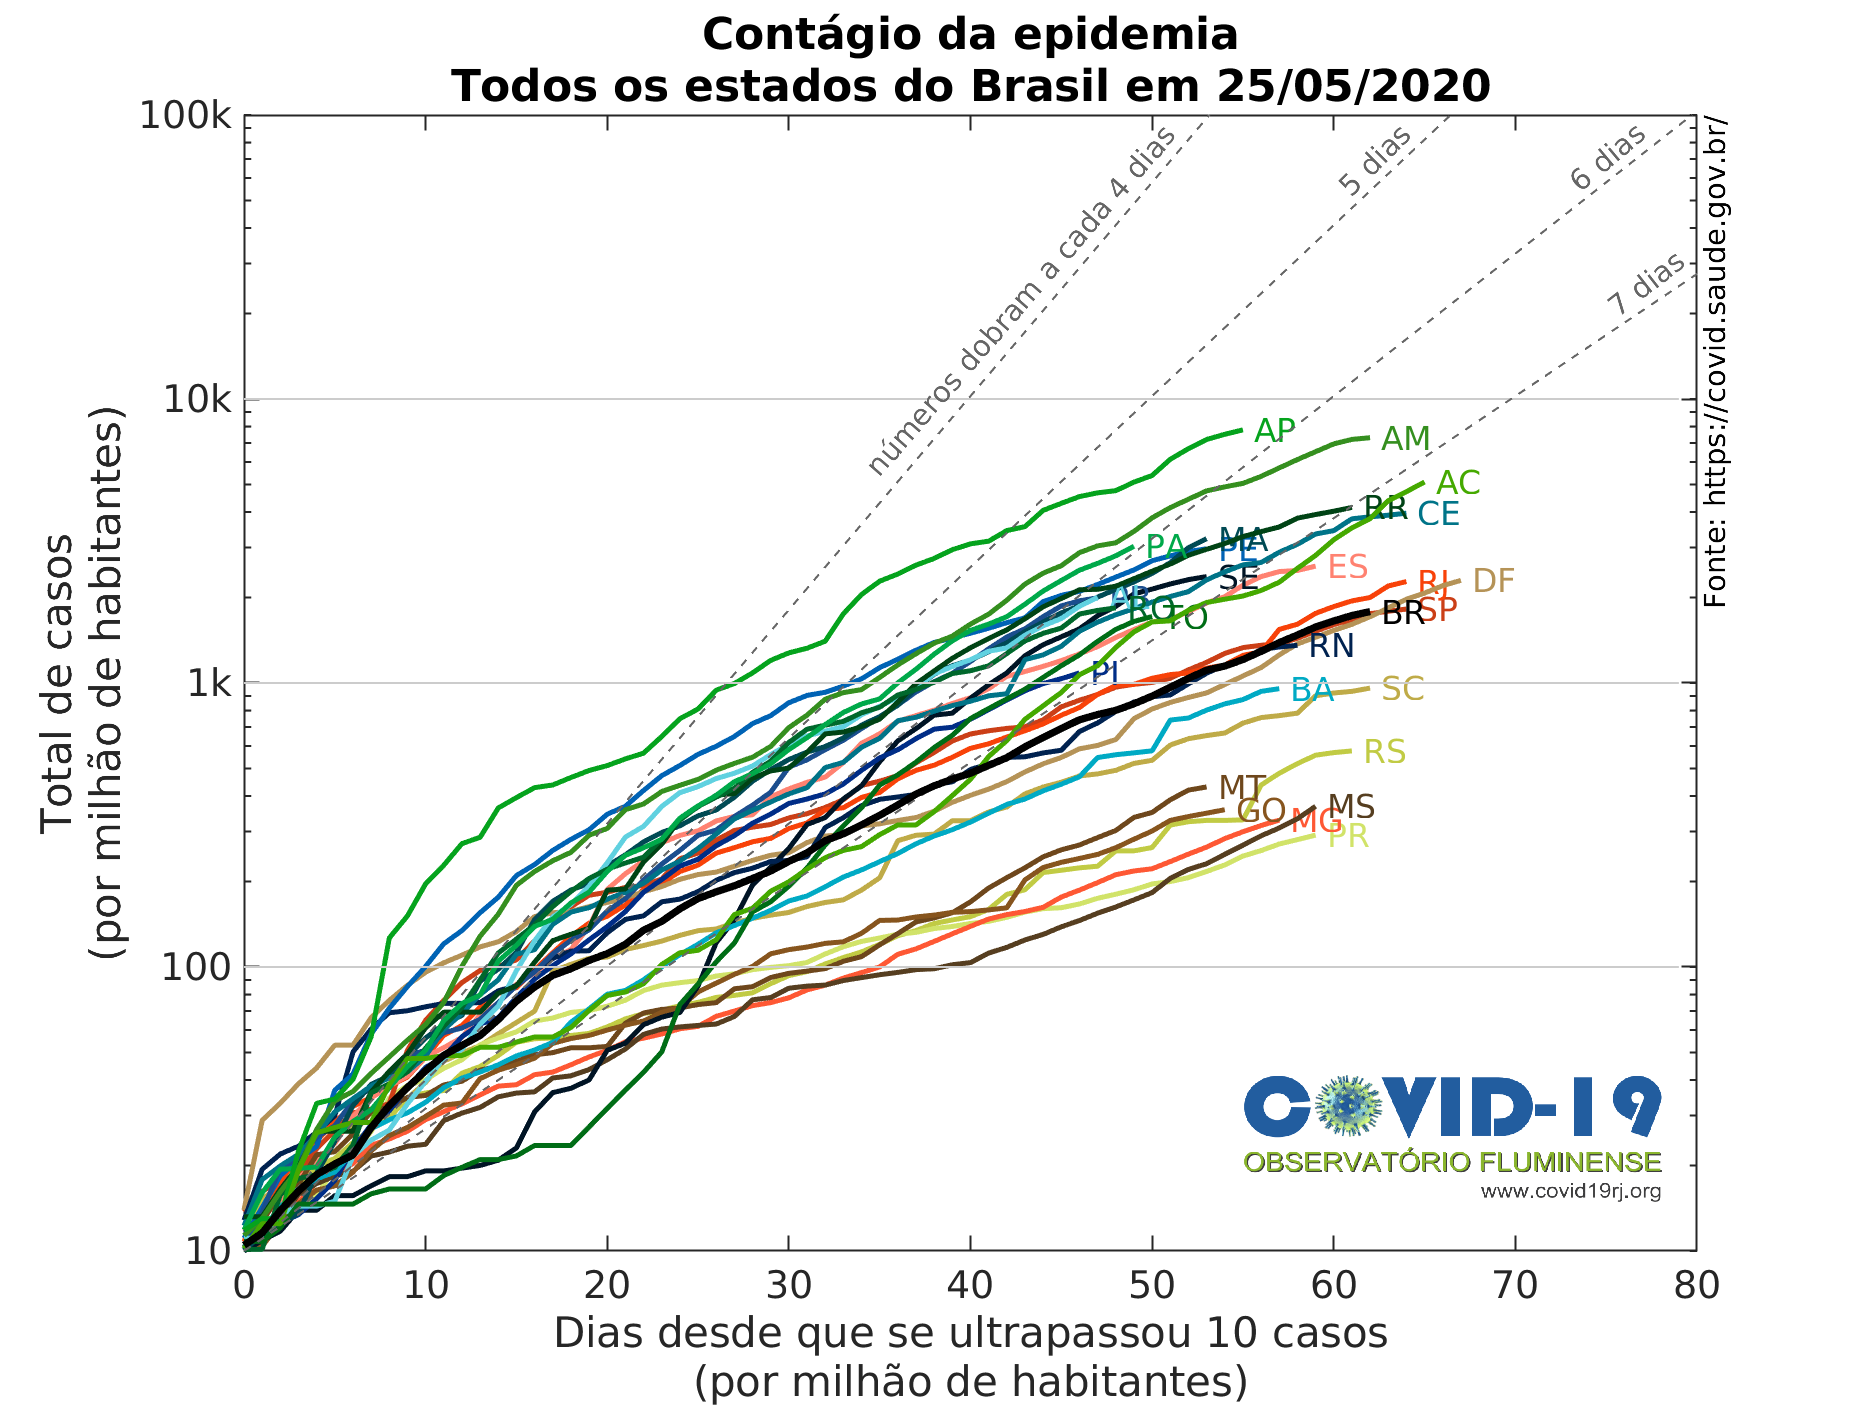 Contágio da epidemia
Todos os estados do Brasil em 25/05/2020
100k
10k
1k
100
10
Total de casos
(por milhão de habitantes)
números dobram a cada 4 dias
5 dias
6 dias
7 dias
Fonte: https://covid.saude.gov.br/
AP
AM
AC
RR
CE
MA
PE
PA
ES
SE
RJ
DF
AL
RO
TO
BR
SP
RN
PI
BA
SC
RS
MT
GO
MS
MG
PR
COVID-19
OBSERVATÓRIO FLUMINENSE
www.covid19rj.org
0 10 20 30 40 50 60 70 80
Dias desde que se ultrapassou 10 casos
(por milhão de habitantes)